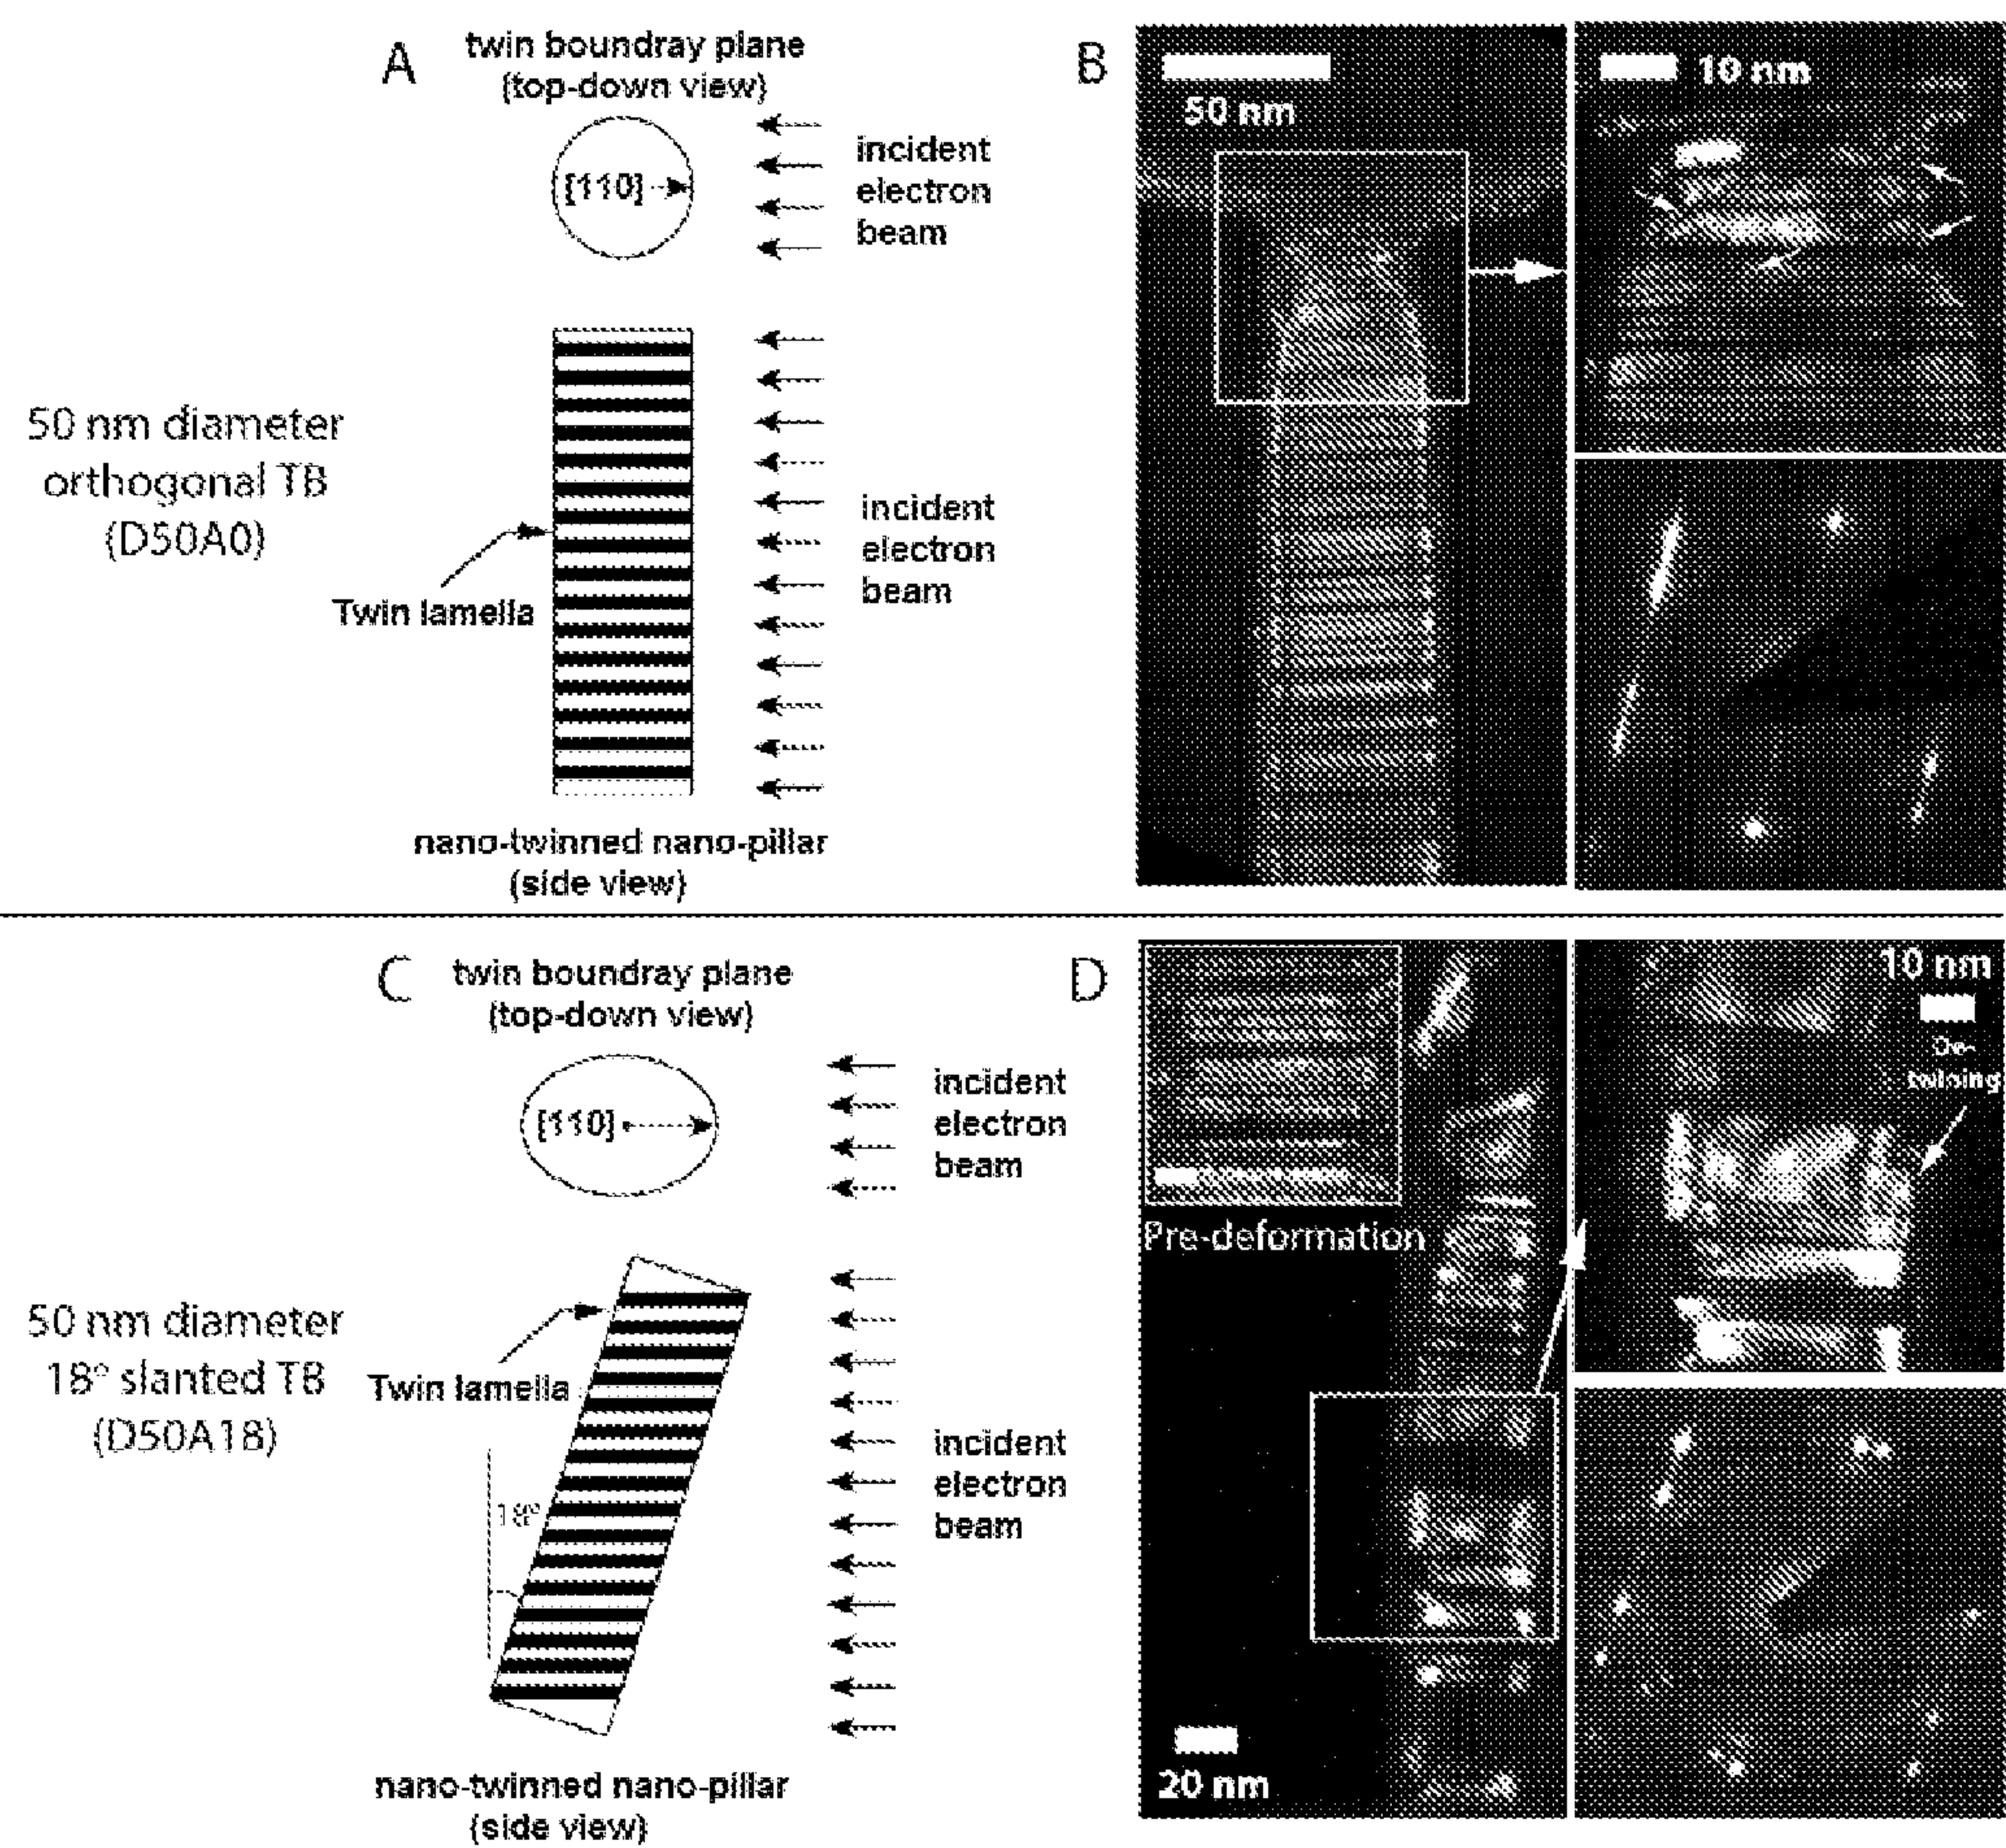 A
twin boundray plane
(top-down view)
[110]
incident
electron
beam
50 nm diameter
orthogonal TB
(D50A0)
Twin lamella
incident
electron
beam
nano-twinned nano-pillar
(side view)
B
50 nm
10 nm
C
twin boundray plane
(top-down view)
[110]
incident
electron
beam
50 nm diameter
18° slanted TB
(D50A18)
Twin lamella
18°
incident
electron
beam
nano-twinned nano-pillar
(side view)
D
Pre-deformation
20 nm
10 nm
De-
twining